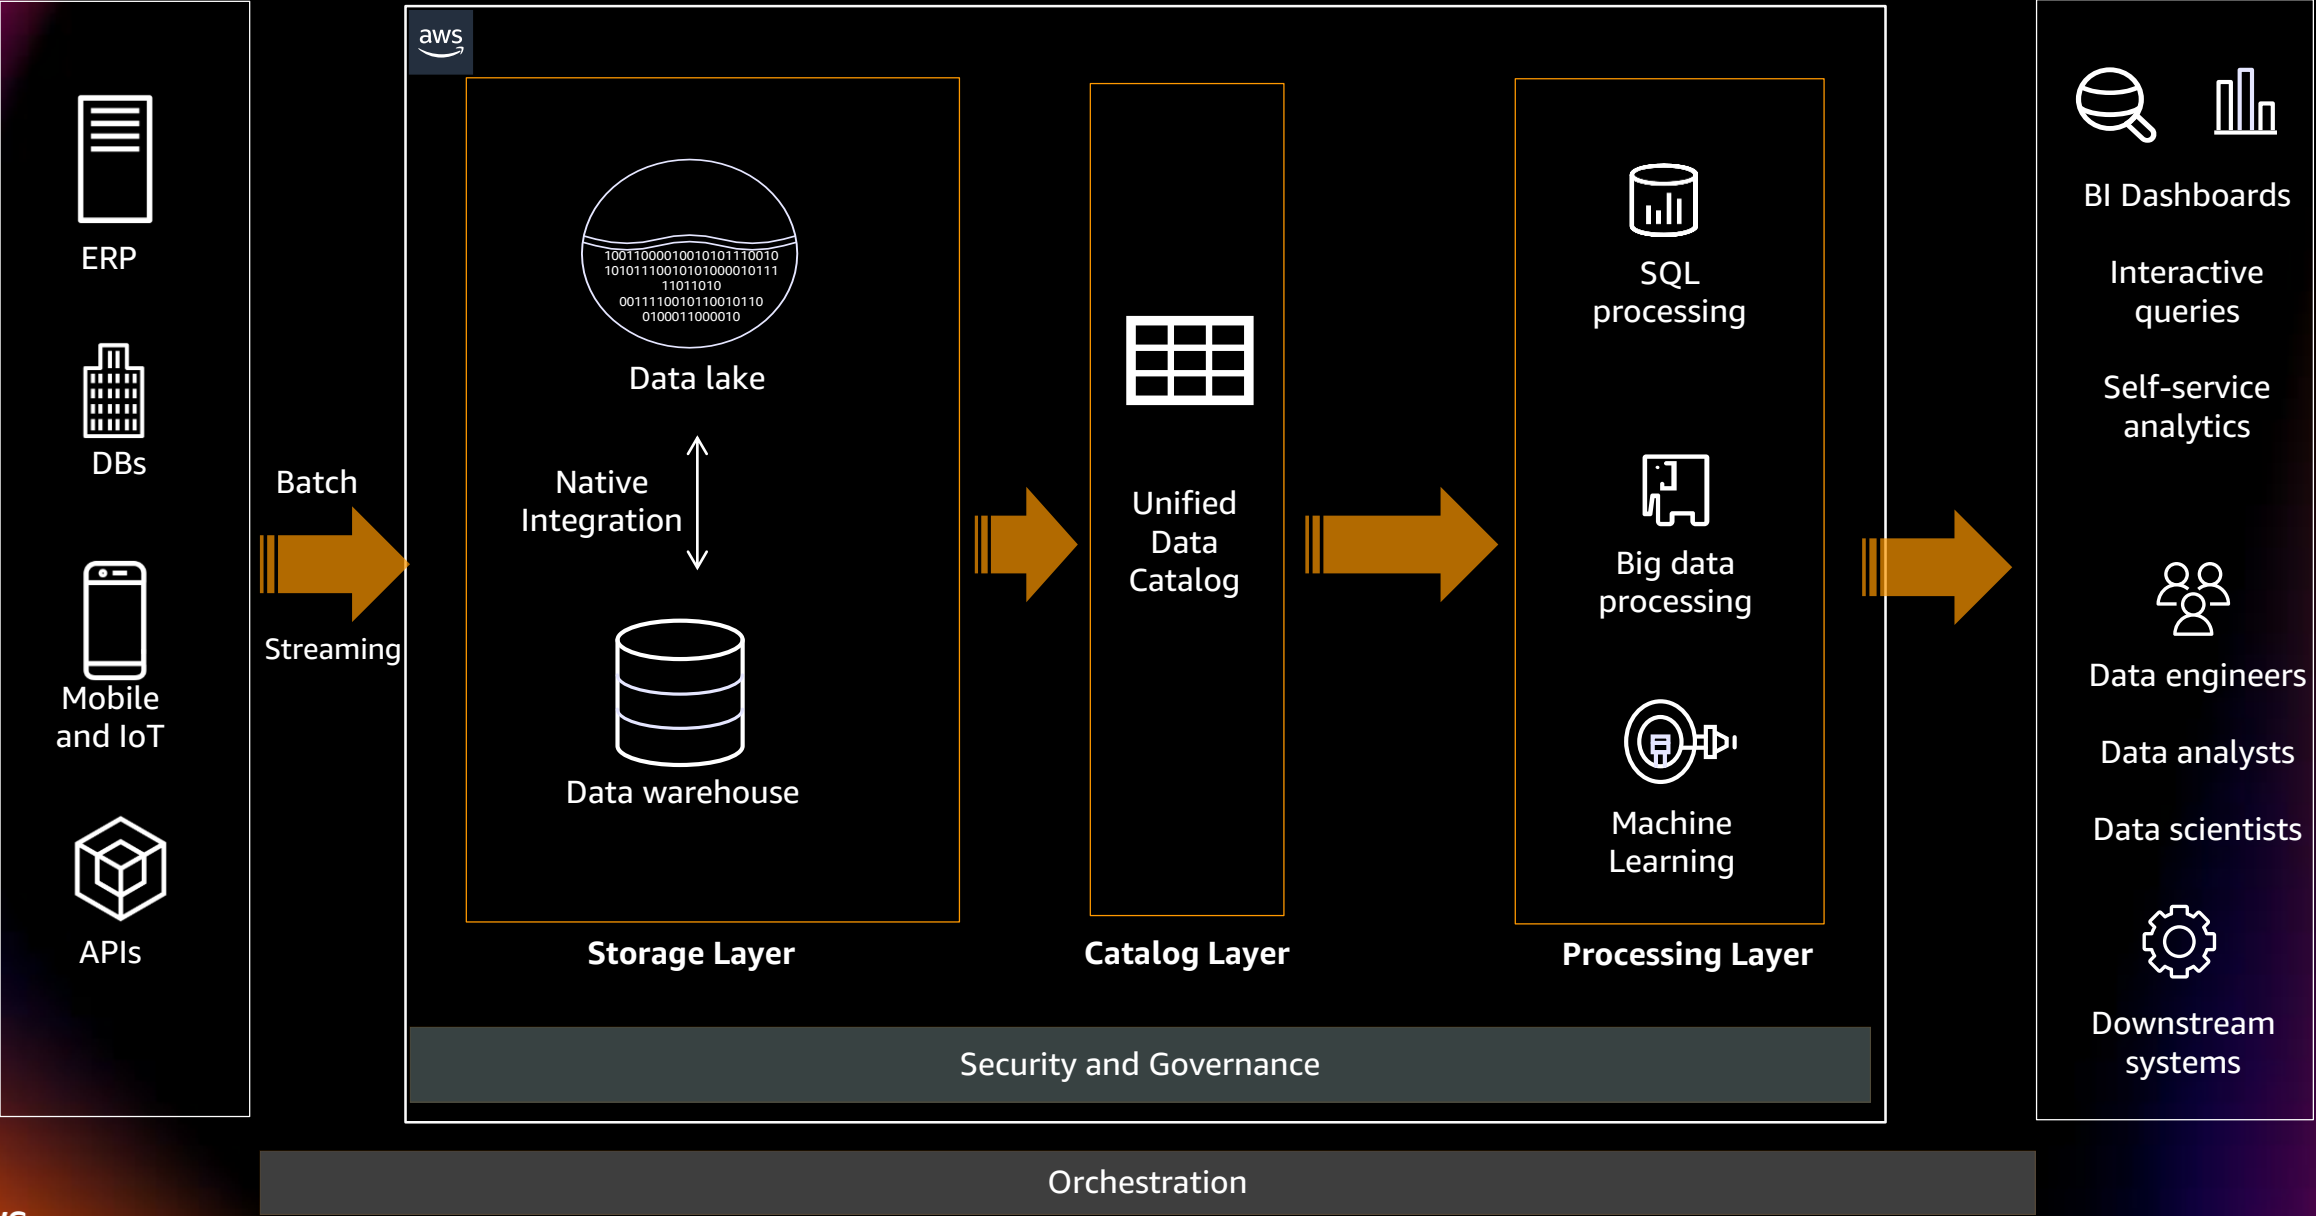 ERP
DBs
Mobile
and IoT
APIs
Batch
Streaming
aws
10011000010010101110010
10101110010101000010111
11011010
0011110010110010110
0100011000010
Data lake
Native
Integration
Data warehouse
Storage Layer
Unified
Data
Catalog
Catalog Layer
SQL
processing
Big data
processing
Machine
Learning
Processing Layer
BI Dashboards
Interactive
queries
Self-service
analytics
Data engineers
Data analysts
Data scientists
Downstream
systems
Security and Governance
Orchestration